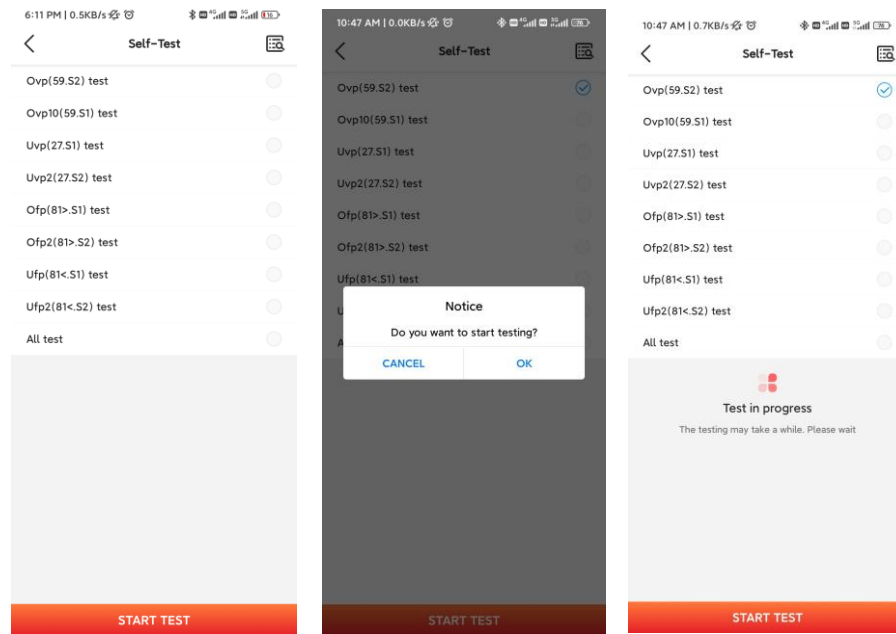 6:11 PM | 0.5KB/s
Self-Test
Ovp(59.S2) test
Ovp10(59.S1) test
Uvp(27.S1) test
Uvp2(27.S2) test
Ofp(81>.S1) test
Ofp2(81>.S2) test
Ufp(81<.S1) test
Ufp2(81<.S2) test
All test
START TEST
10:47 AM | 0.0KB/s
Self-Test
Ovp(59.S2) test
Ovp10(59.S1) test
Uvp(27.S1) test
Uvp2(27.S2) test
Ofp(81>.S1) test
Ofp2(81>.S2) test
Ufp(81<.S1) test
Notice
Do you want to start testing?
CANCEL
OK
START TEST
10:47 AM | 0.7KB/s
Self-Test
Ovp(59.S2) test
Ovp10(59.S1) test
Uvp(27.S1) test
Uvp2(27.S2) test
Ofp(81>.S1) test
Ofp2(81>.S2) test
Ufp(81<.S1) test
Ufp2(81<.S2) test
All test
Test in progress
The testing may take a while. Please wait
START TEST